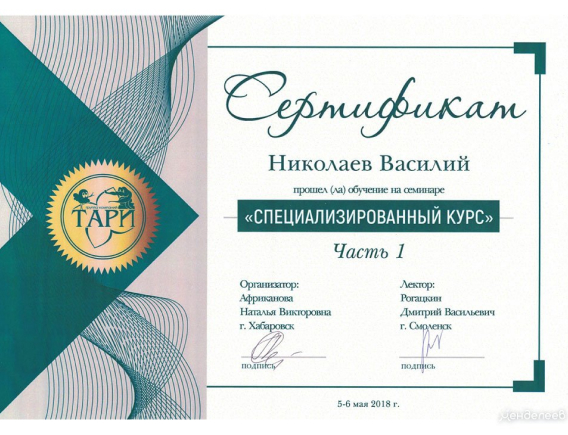 Сертификат
Николаев Василий
прошел (ла) обучение на семинаре
«СПЕЦИАЛИЗИРОВАННЫЙ КУРС»
Часть 1
Организатор:
Африканова
Наталья Викторовна
г. Хабаровск
подпись
Лектор:
Рогацкин
Дмитрий Васильевич
г. Смоленск
подпись
5-6 мая 2018 г.
ТАРИ